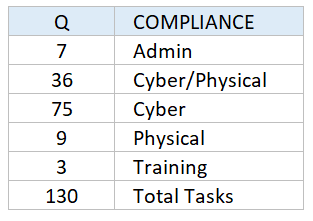 Q COMPLIANCE
7 Admin
36 Cyber/Physical
75 Cyber
9 Physical
3 Training
130 Total Tasks